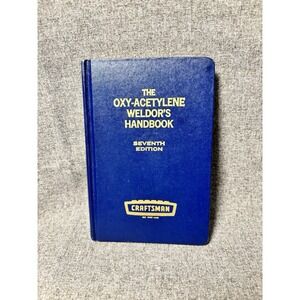 THE
OXY-ACETYLENE
WELDOR'S
HANDBOOK
SEVENTH
EDITION
CRAFTSMAN